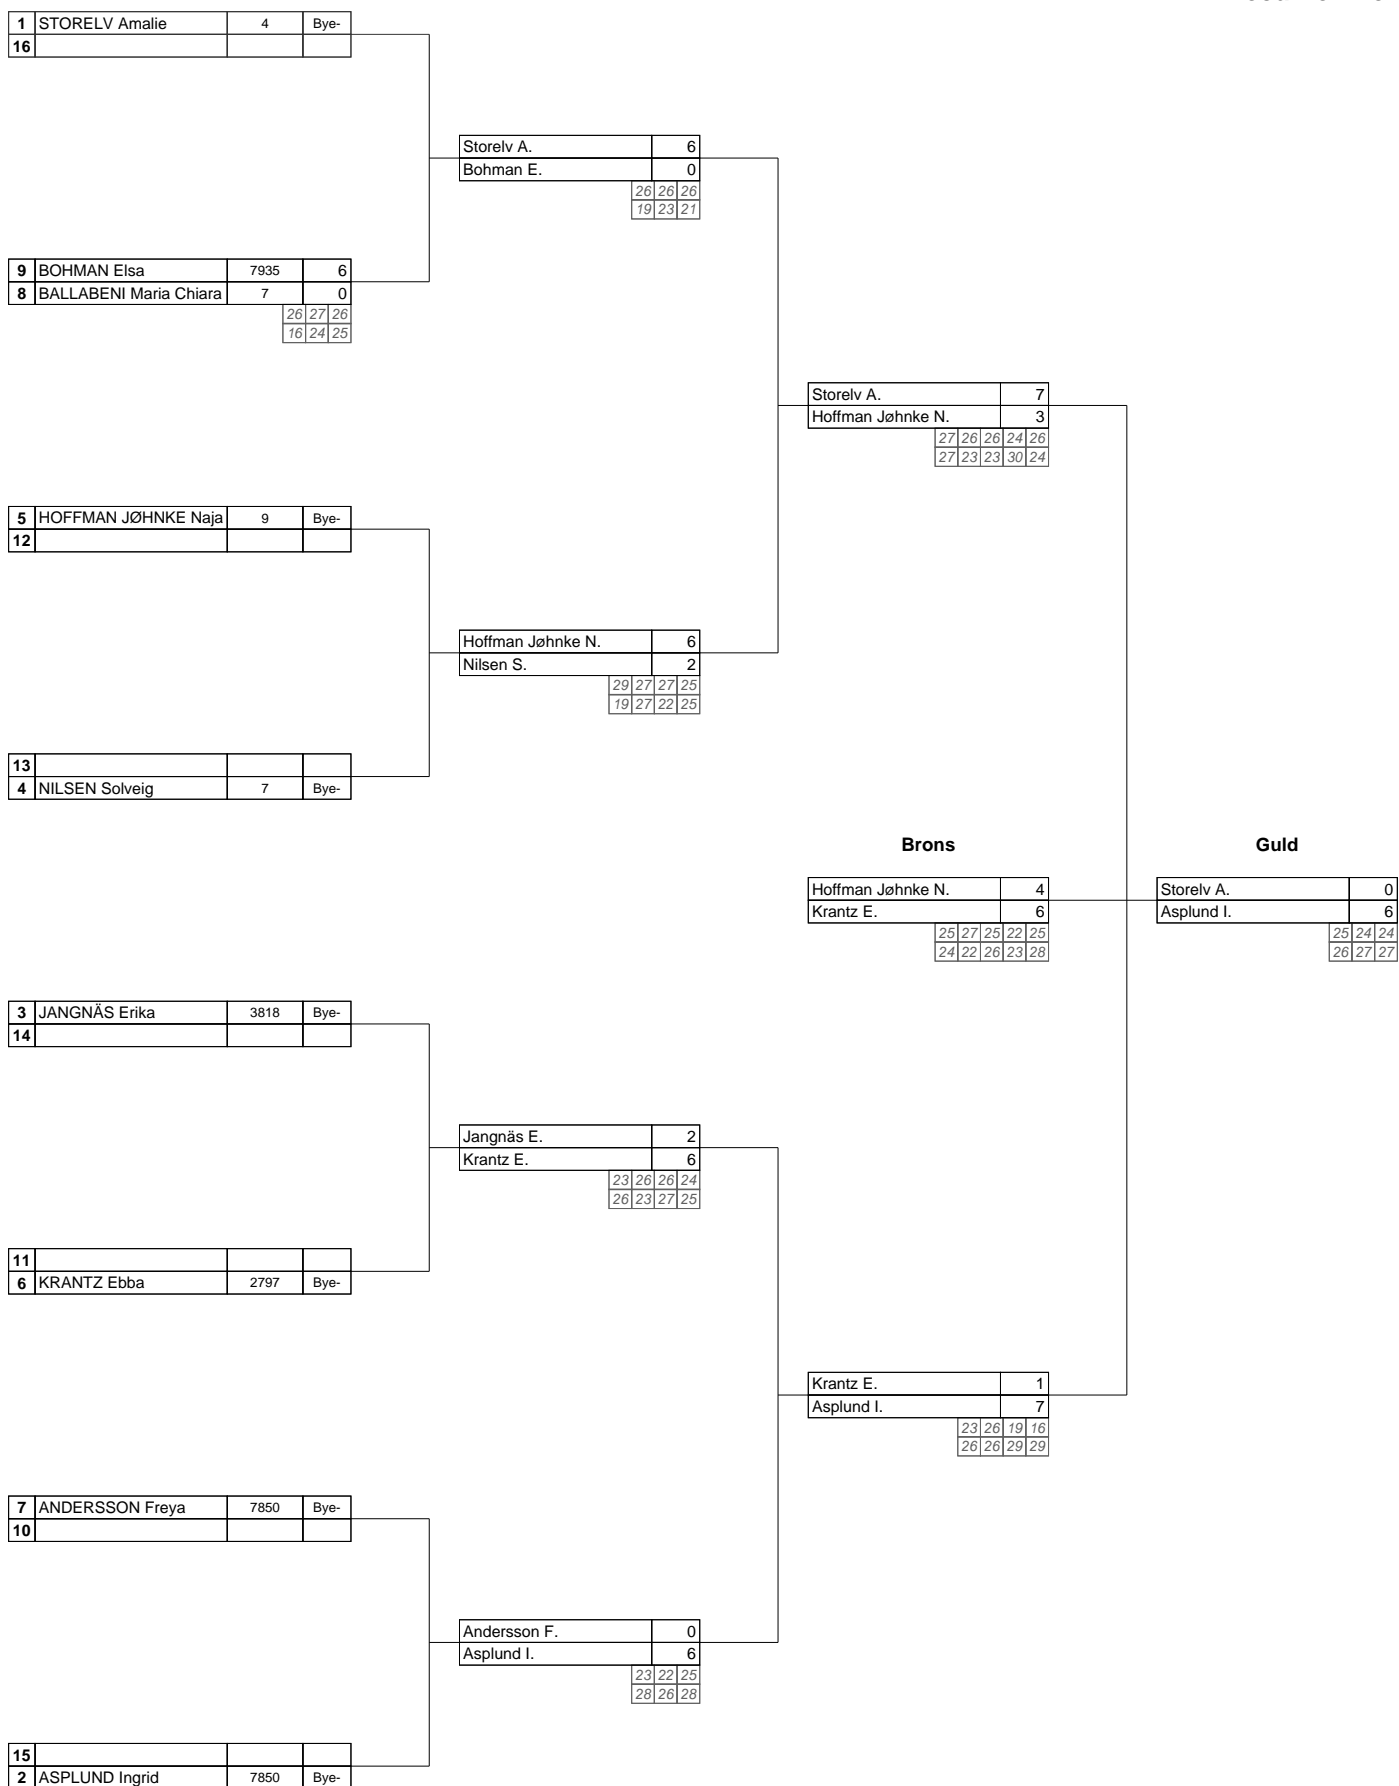 1 STORELV Amalie 4 Bye-
16
Storelv A. 6
Bohman E. 0
26 26 26
19 23 21
9 BOHMAN Elsa 7935 6
8 BALLABENI Maria Chiara 7 0
26 27 26
16 24 25
Storelv A. 7
Hoffman Jøhnke N. 3
27 26 26 24 26
27 23 23 30 24
5 HOFFMAN JØHNKE Naja 9 Bye-
12
Hoffman Jøhnke N. 6
Nilsen S. 2
29 27 27 25
19 27 22 25
13
4 NILSEN Solveig 7 Bye-
Brons Guld
Hoffman Jøhnke N. 4 Storelv A. 0
Krantz E. 6 Asplund I. 6
25 27 25 22 25 25 24 24
24 22 26 23 28 26 27 27
3 JANGNÄS Erika 3818 Bye-
14
Jangnäs E. 2
Krantz E. 6
23 26 26 24
26 23 27 25
11
6 KRANTZ Ebba 2797 Bye-
Krantz E. 1
Asplund I. 7
23 26 19 16
26 26 29 29
7 ANDERSSON Freya 7850 Bye-
10
Andersson F. 0
Asplund I. 6
23 22 25
28 26 28
15
2 ASPLUND Ingrid 7850 Bye-